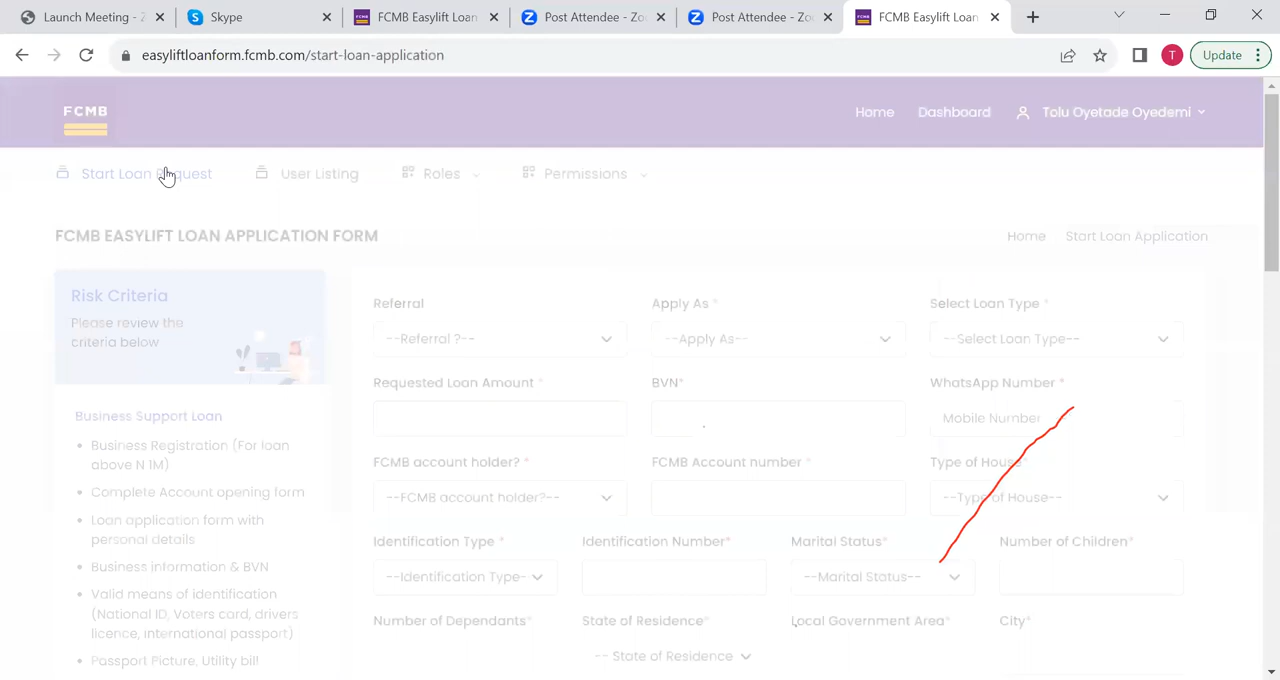 Launch Meeting - Z
Skype
FCMB Easylift Loan
Post Attendee - Zo
Post Attendee - Zo
FCMB Easylift Loan
easyliftloanform.fcmb.com/start-loan-application
T
Update
FCMB
Home
Dashboard
Tolu Oyetade Oyedemi
Start Loan Request
User Listing
Roles
Permissions
FCMB EASYLIFT LOAN APPLICATION FORM
Home
Start Loan Application
Risk Criteria
Please review the
criteria below
Business Support Loan
Business Registration (For loan
above N 1M)
Complete Account opening form
Loan application form with
personal details
Business information & BVN
Valid means of identification
(National ID, Voters card, drivers
licence, international passport)
Passport Picture, Utility bill
Referral
Apply As *
Select Loan Type *
--Referral ?--
--Apply As--
--Select Loan Type--
Requested Loan Amount *
BVN*
WhatsApp Number *
Mobile Number
FCMB account holder? *
FCMB Account number *
Type of House*
--FCMB account holder?--
--Type of House--
Identification Type *
Identification Number*
Marital Status*
Number of Children*
--Identification Type-
--Marital Status--
Number of Dependants*
State of Residence*
Local Government Area*
City*
-- State of Residence